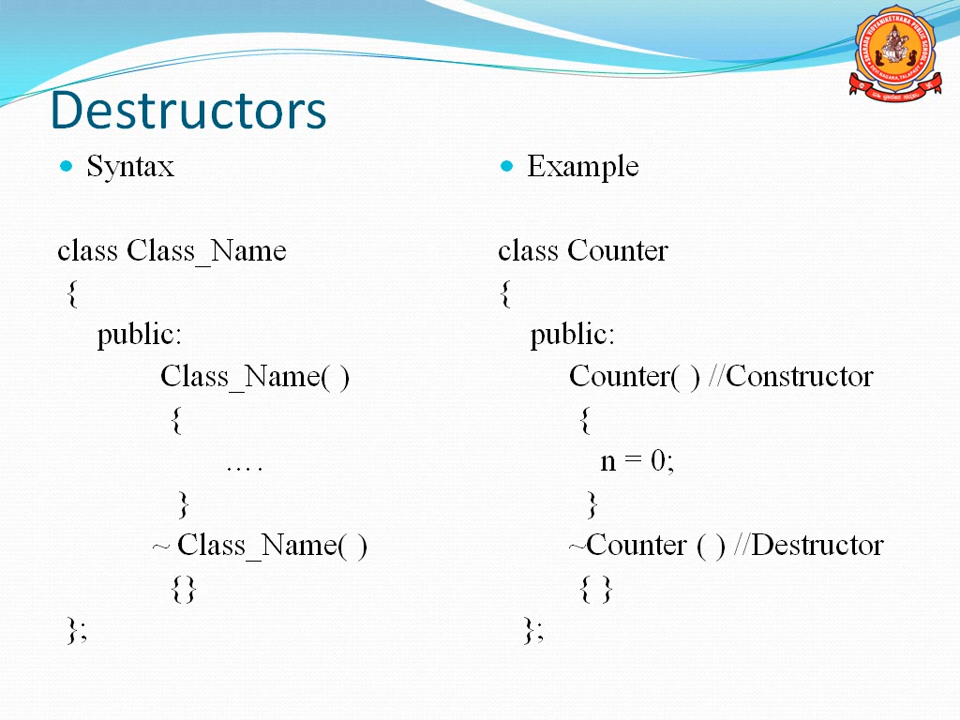 Destructors
Syntax
class Class_Name
{
public:
Class_Name( )
{
….
}
~ Class_Name( )
{}
};
Example
class Counter
{
public:
Counter( ) //Constructor
{
n = 0;
}
~Counter ( ) //Destructor
{ }
};